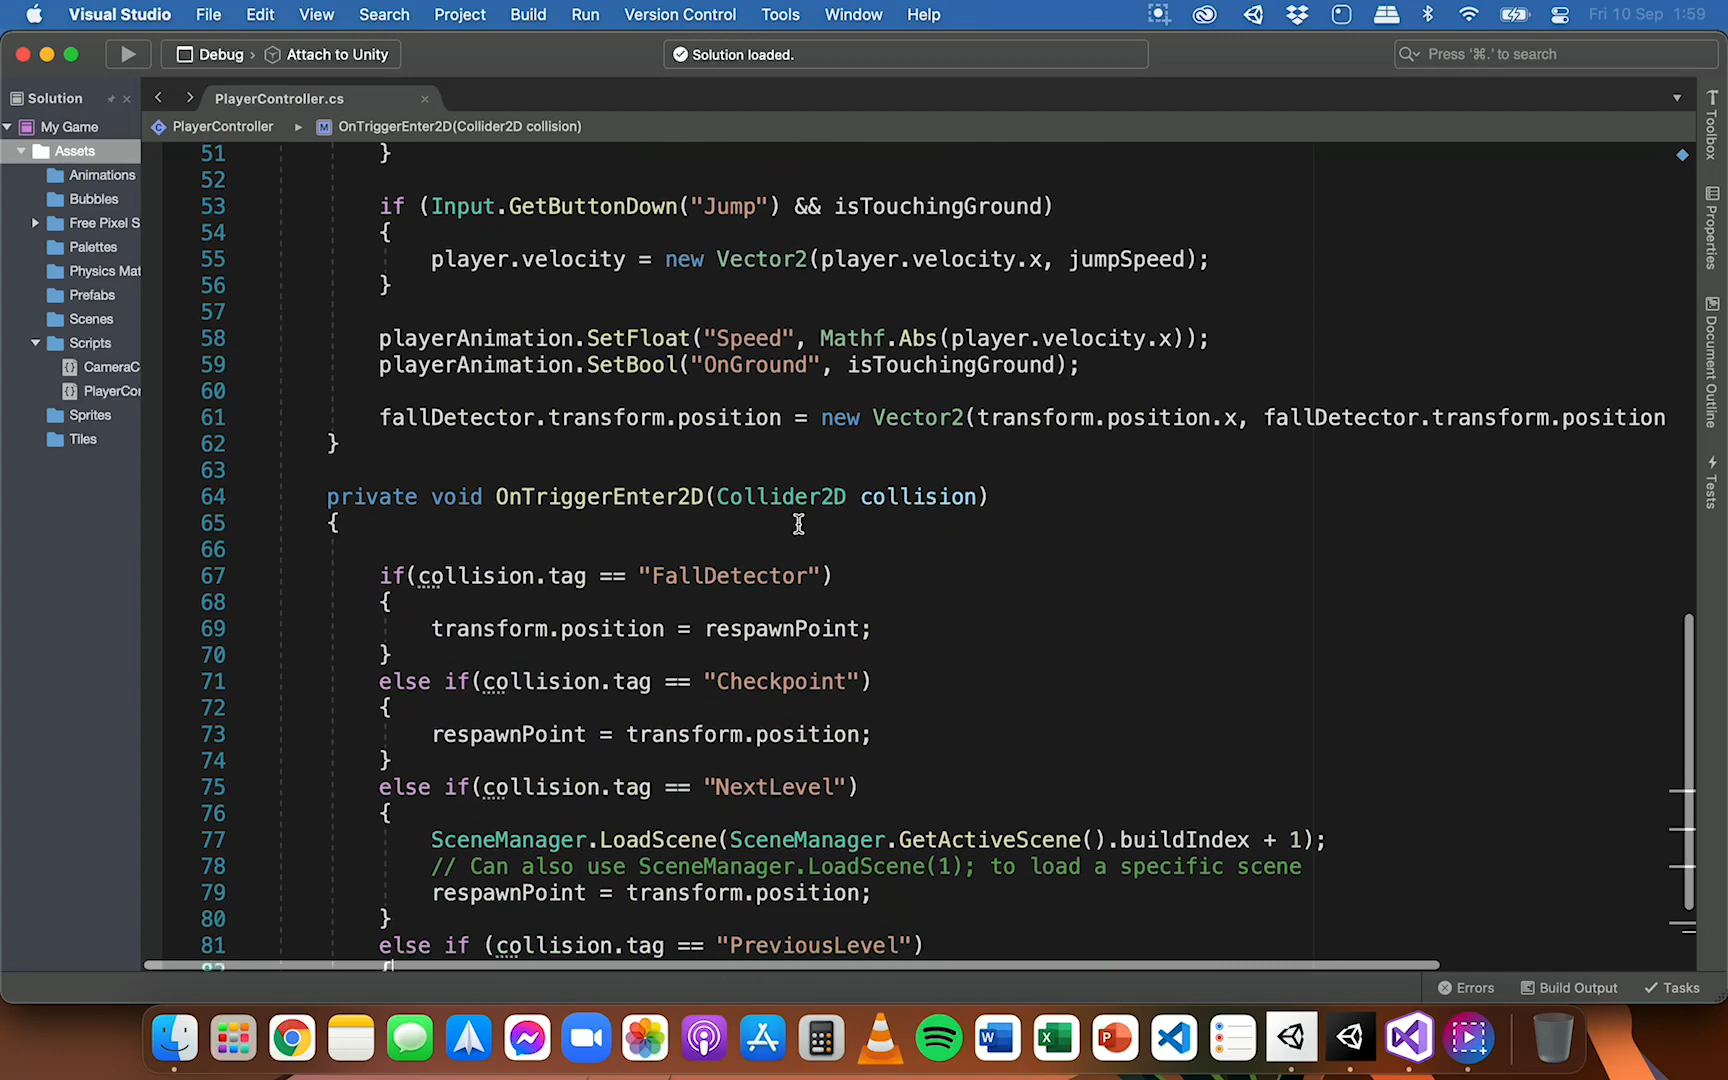 Visual Studio File Edit View Search Project Build Run Version Control Tools Window Help Fri 10 Sep 1:59
Debug › Attach to Unity Solution loaded. Press '⌘.' to search
Solution PlayerController.cs
My Game PlayerController OnTriggerEnter2D(Collider2D collision)
Assets
Animations
Bubbles
Free Pixel S
Palettes
Physics Mat
Prefabs
Scenes
Scripts
CameraC
PlayerCon
Sprites
Tiles
51 }
52
53 if (Input.GetButtonDown("Jump") && isTouchingGround)
54 {
55 player.velocity = new Vector2(player.velocity.x, jumpSpeed);
56 }
57
58 playerAnimation.SetFloat("Speed", Mathf.Abs(player.velocity.x));
59 playerAnimation.SetBool("OnGround", isTouchingGround);
60
61 fallDetector.transform.position = new Vector2(transform.position.x, fallDetector.transform.position
62 }
63
64 private void OnTriggerEnter2D(Collider2D collision)
65 {
66
67 if(collision.tag == "FallDetector")
68 {
69 transform.position = respawnPoint;
70 }
71 else if(collision.tag == "Checkpoint")
72 {
73 respawnPoint = transform.position;
74 }
75 else if(collision.tag == "NextLevel")
76 {
77 SceneManager.LoadScene(SceneManager.GetActiveScene().buildIndex + 1);
78 // Can also use SceneManager.LoadScene(1); to load a specific scene
79 respawnPoint = transform.position;
80 }
81 else if (collision.tag == "PreviousLevel")
Toolbox
Properties
Document Outline
Tests
Errors Build Output Tasks